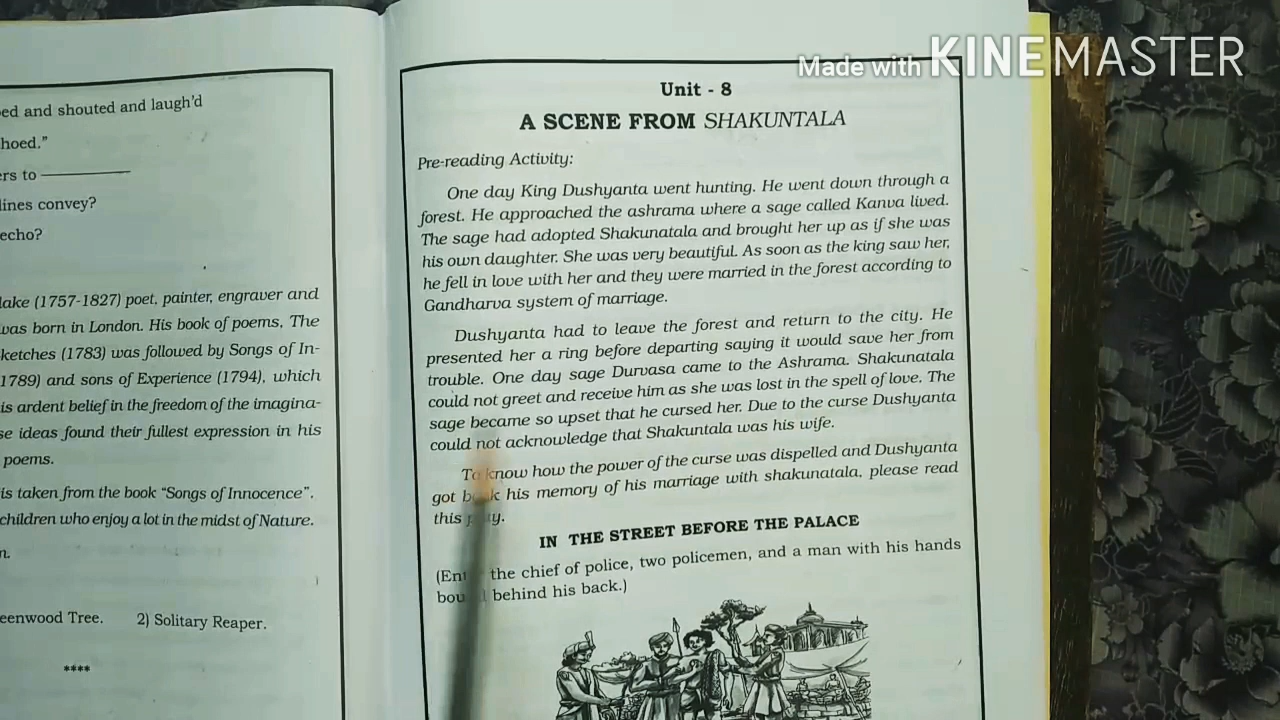 Made with KINEMASTER
ed and shouted and laugh'd
hoed."
ers to
lines convey?
echo?
lake (1757-1827) poet, painter, engraver and
was born in London. His book of poems, The
ketches (1783) was followed by Songs of In-
1789) and sons of Experience (1794), which
is ardent belief in the freedom of the imagina-
se ideas found their fullest expression in his
poems.
is taken from the book "Songs of Innocence".
children who enjoy a lot in the midst of Nature.
n.
eenwood Tree. 2) Solitary Reaper.
****
Unit - 8
A SCENE FROM SHAKUNTALA
Pre-reading Activity:
One day King Dushyanta went hunting. He went down through a
forest. He approached the ashrama where a sage called Kanva lived.
The sage had adopted Shakunatala and brought her up as if she was
his own daughter. She was very beautiful. As soon as the king saw her,
he fell in love with her and they were married in the forest according to
Gandharva system of marriage.
Dushyanta had to leave the forest and return to the city. He
presented her a ring before departing saying it would save her from
trouble. One day sage Durvasa came to the Ashrama. Shakunatala
could not greet and receive him as she was lost in the spell of love. The
sage became so upset that he cursed her. Due to the curse Dushyanta
could not acknowledge that Shakuntala was his wife.
To know how the power of the curse was dispelled and Dushyanta
got back his memory of his marriage with shakunatala, please read
this play.
IN THE STREET BEFORE THE PALACE
(Enter the chief of police, two policemen, and a man with his hands
bound behind his back.)